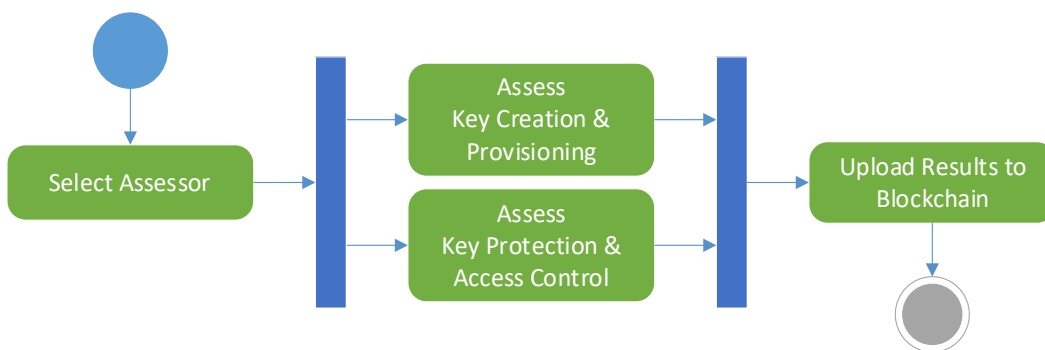 Select Assessor
Assess
Key Creation &
Provisioning
Assess
Key Protection &
Access Control
Upload Results to
Blockchain